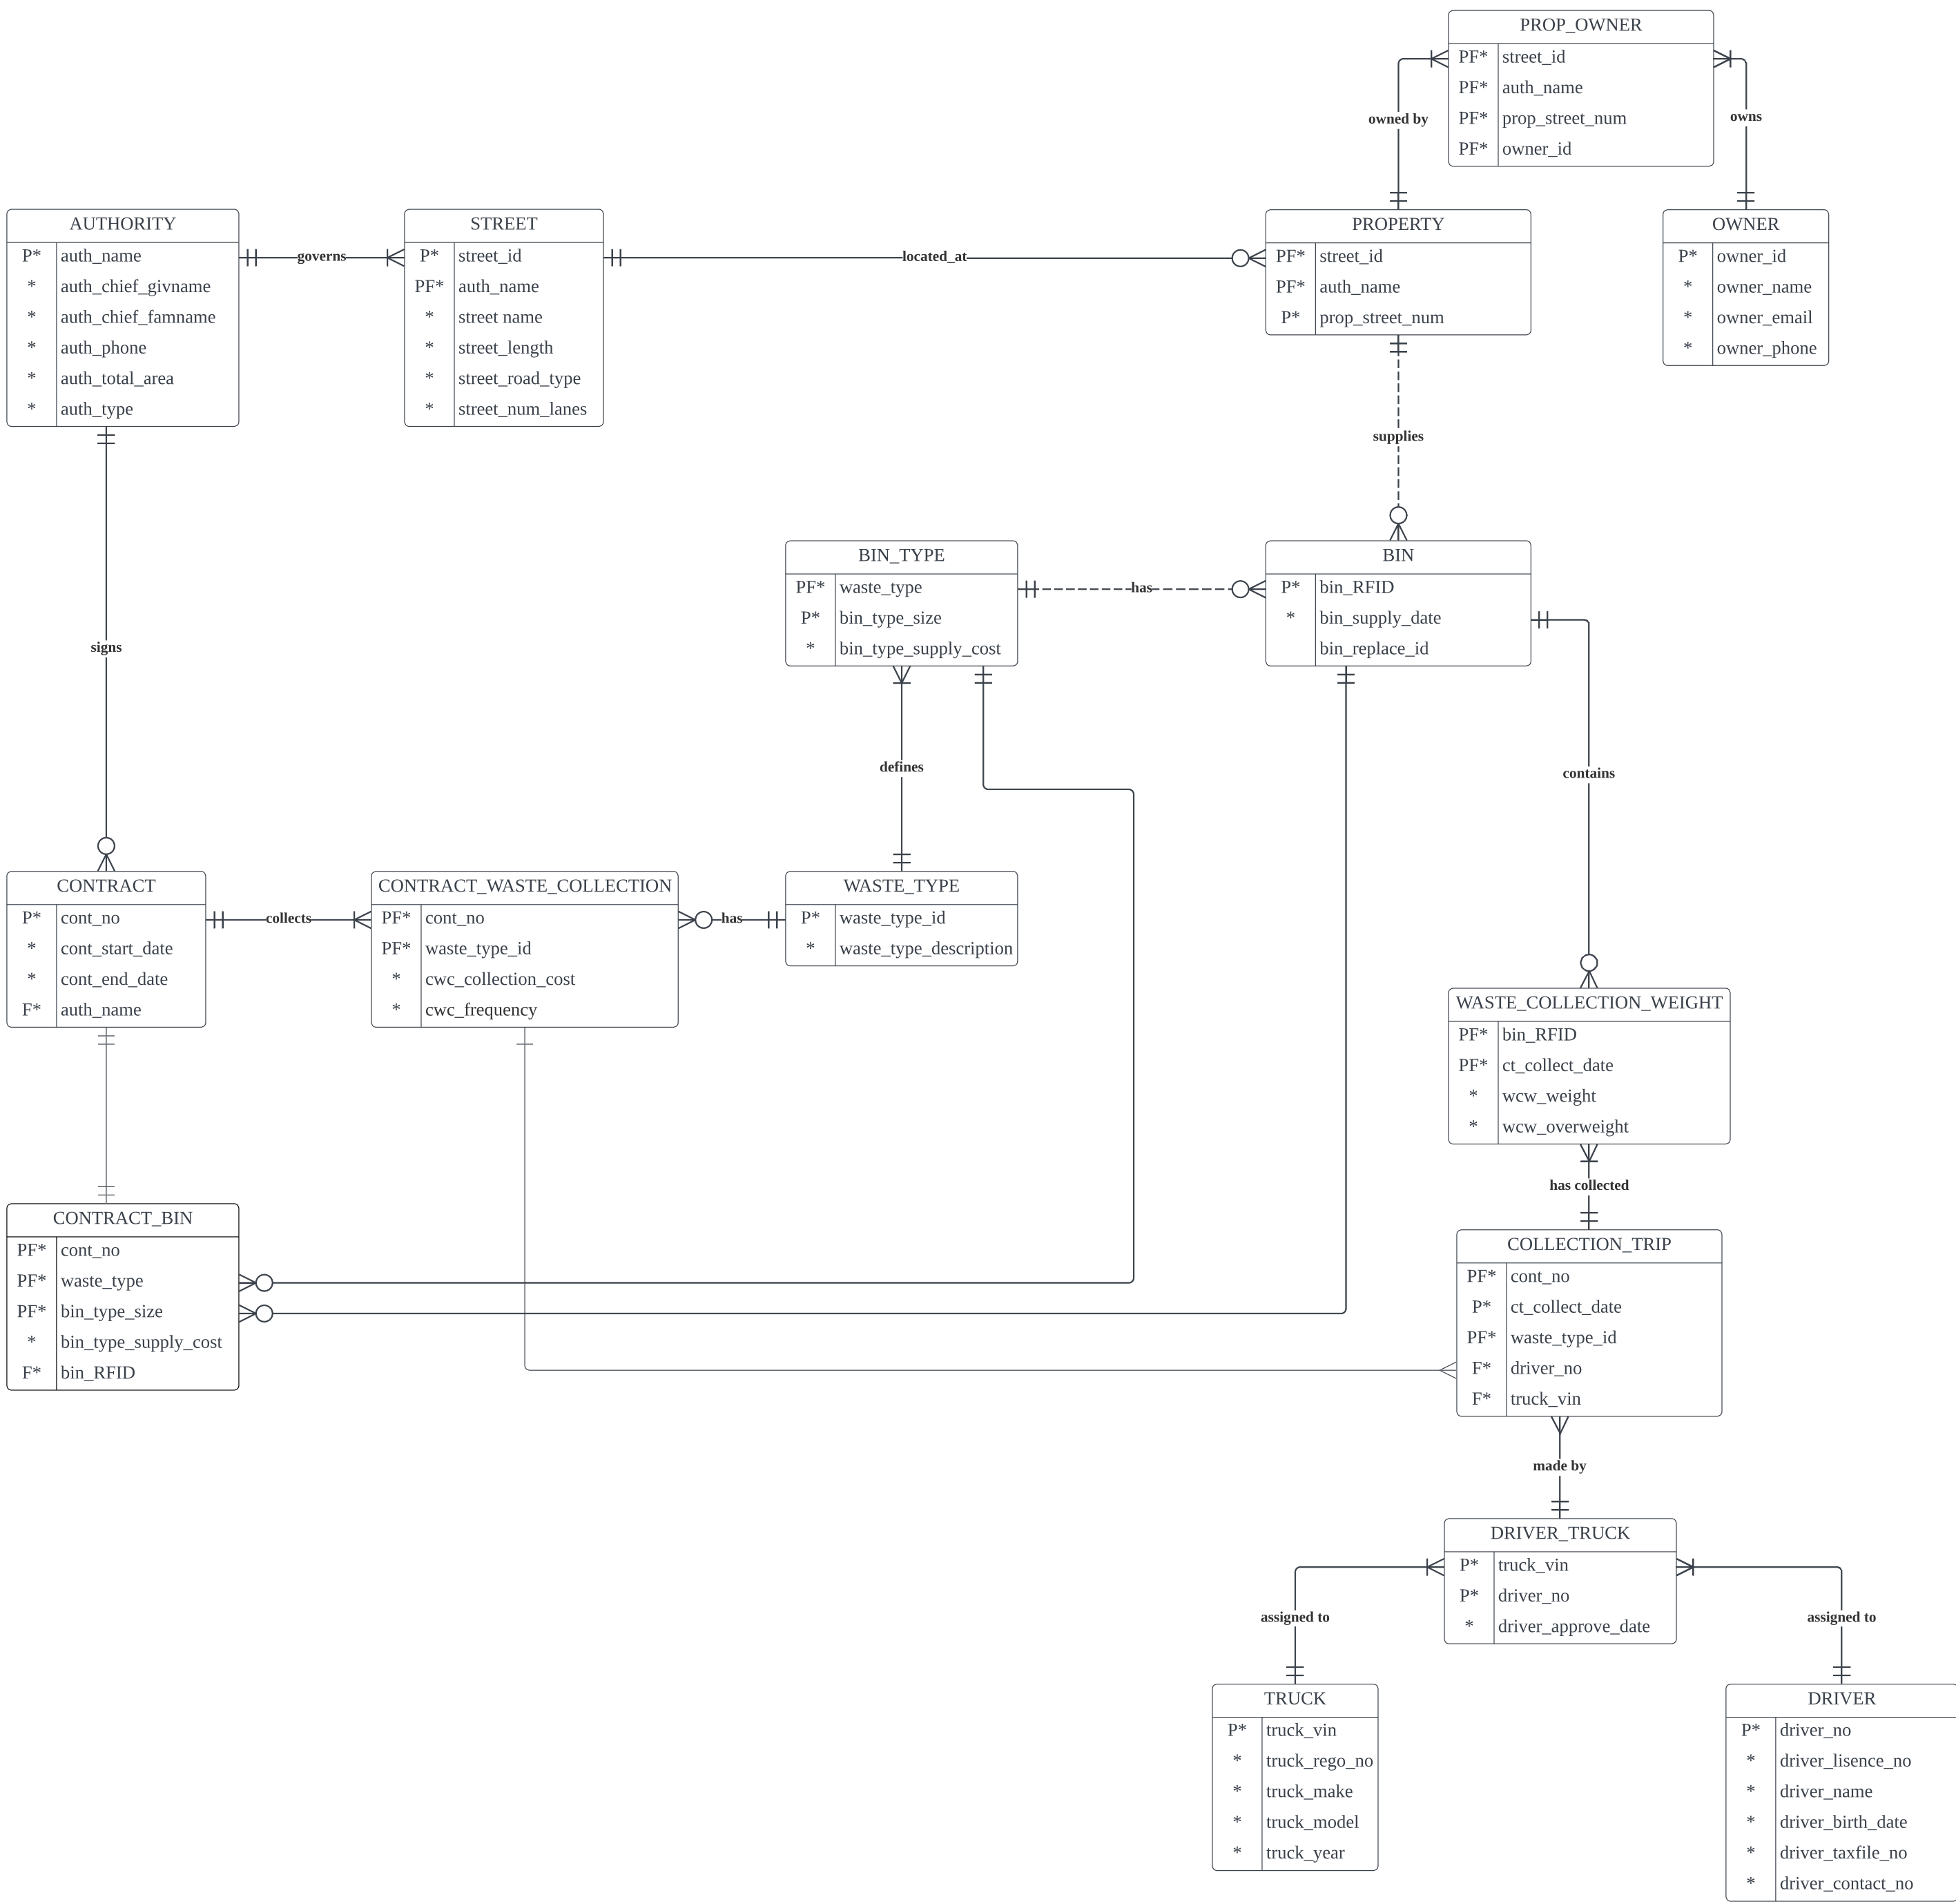 PROP_OWNER
PF* street_id
PF* auth_name
PF* prop_street_num
PF* owner_id
owned by
owns
AUTHORITY
P* auth_name
* auth_chief_givname
* auth_chief_famname
* auth_phone
* auth_total_area
* auth_type
governs
STREET
P* street_id
PF* auth_name
* street name
* street_length
* street_road_type
* street_num_lanes
located_at
PROPERTY
PF* street_id
PF* auth_name
P* prop_street_num
OWNER
P* owner_id
* owner_name
* owner_email
* owner_phone
supplies
signs
BIN_TYPE
PF* waste_type
P* bin_type_size
* bin_type_supply_cost
has
BIN
P* bin_RFID
* bin_supply_date
bin_replace_id
defines
contains
CONTRACT
P* cont_no
* cont_start_date
* cont_end_date
F* auth_name
collects
CONTRACT_WASTE_COLLECTION
PF* cont_no
PF* waste_type_id
* cwc_collection_cost
* cwc_frequency
has
WASTE_TYPE
P* waste_type_id
* waste_type_description
WASTE_COLLECTION_WEIGHT
PF* bin_RFID
PF* ct_collect_date
* wcw_weight
* wcw_overweight
has collected
CONTRACT_BIN
PF* cont_no
PF* waste_type
PF* bin_type_size
* bin_type_supply_cost
F* bin_RFID
COLLECTION_TRIP
PF* cont_no
P* ct_collect_date
PF* waste_type_id
F* driver_no
F* truck_vin
made by
DRIVER_TRUCK
P* truck_vin
P* driver_no
* driver_approve_date
assigned to
assigned to
TRUCK
P* truck_vin
* truck_rego_no
* truck_make
* truck_model
* truck_year
DRIVER
P* driver_no
* driver_lisence_no
* driver_name
* driver_birth_date
* driver_taxfile_no
* driver_contact_no